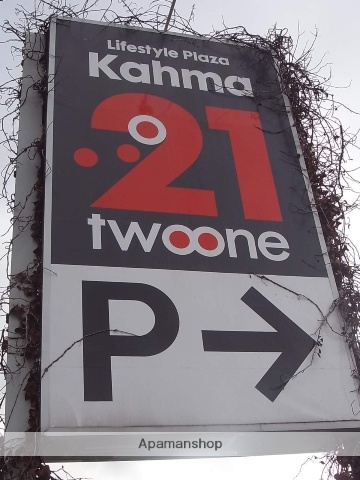 Lifestyle Plaza
Kahma
21
twoone
P →
Apamanshop